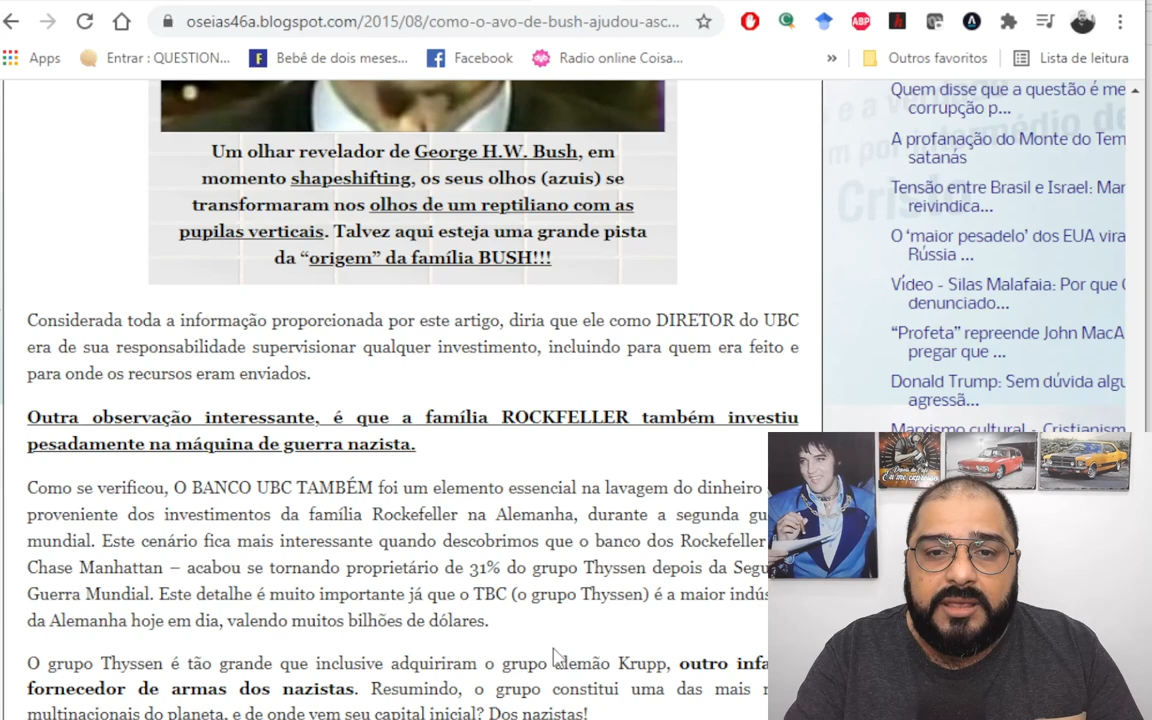 oseias46a.blogspot.com/2015/08/como-o-avo-de-bush-ajudou-asc...
Apps Entrar : QUESTION... Bebê de dois meses... Facebook Radio online Coisa... » Outros favoritos Lista de leitura
Um olhar revelador de George H.W. Bush, em
momento shapeshifting, os seus olhos (azuis) se
transformaram nos olhos de um reptiliano com as
pupilas verticais. Talvez aqui esteja uma grande pista
da “origem” da família BUSH!!!
Considerada toda a informação proporcionada por este artigo, diria que ele como DIRETOR do UBC
era de sua responsabilidade supervisionar qualquer investimento, incluindo para quem era feito e
para onde os recursos eram enviados.
Outra observação interessante, é que a família ROCKFELLER também investiu
pesadamente na máquina de guerra nazista.
Como se verificou, O BANCO UBC TAMBÉM foi um elemento essencial na lavagem do dinheiro
proveniente dos investimentos da família Rockefeller na Alemanha, durante a segunda gu
mundial. Este cenário fica mais interessante quando descobrimos que o banco dos Rockefeller
Chase Manhattan – acabou se tornando proprietário de 31% do grupo Thyssen depois da Segu
Guerra Mundial. Este detalhe é muito importante já que o TBC (o grupo Thyssen) é a maior indús
da Alemanha hoje em dia, valendo muitos bilhões de dólares.
O grupo Thyssen é tão grande que inclusive adquiriram o grupo alemão Krupp, outro infa
fornecedor de armas dos nazistas. Resumindo, o grupo constitui uma das mais
multinacionais do planeta, e de onde vem seu capital inicial? Dos nazistas!
Quem disse que a questão é me
corrupção p...
A profanação do Monte do Tem
satanás
Tensão entre Brasil e Israel: Mar
reivindica...
O ‘maior pesadelo’ dos EUA vira
Rússia ...
Vídeo - Silas Malafaia: Por que
denunciado...
“Profeta” repreende John MacA
pregar que ...
Donald Trump: Sem dúvida algu
agressã...
Marxismo cultural - Cristianism
ABP